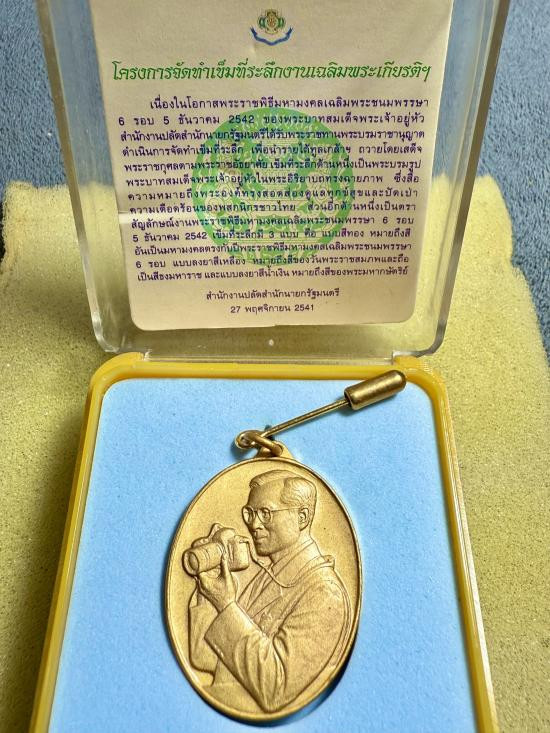 โครงการจัดทำเข็มที่ระลึกงานเฉลิมพระเกียรติฯ
เนื่องในโอกาสพระราชพิธีมหามงคลเฉลิมพระชนมพรรษา
6 รอบ 5 ธันวาคม 2542 ของพระบาทสมเด็จพระเจ้าอยู่หัว
สำนักงานปลัดสำนักนายกรัฐมนตรีได้รับพระราชทานพระบรมราชานุญาต
ดำเนินการจัดทำเข็มที่ระลึก เพื่อนำรายได้ทูลเกล้าฯ ถวายโดยเสด็จ
พระราชกุศลตามพระราชอัธยาศัย เข็มที่ระลึกด้านหนึ่งเป็นพระบรมรูป
พระบาทสมเด็จพระเจ้าอยู่หัวในพระอิริยาบถทรงฉายภาพ ซึ่งสื่อ
ความหมายถึงพระองค์ที่ทรงสอดส่องดูแลทุกข์สุขและบัดเป่า
ความเดือดร้อนของพสกนิกรชาวไทย ส่วนอีกด้านหนึ่งเป็นตรา
สัญลักษณ์งานพระราชพิธีมหามงคลเฉลิมพระชนมพรรษา 6 รอบ
5 ธันวาคม 2542 เข็มที่ระลึกมี 3 แบบ คือ แบบสีทอง หมายถึงสี
อันเป็นมหามงคลตรงกับปีพระราชพิธีมหามงคลเฉลิมพระชนมพรรษา
6 รอบ แบบลงยาสีเหลือง หมายถึงสีของวันพระราชสมภพและถือ
เป็นสีธงมหาราช และแบบลงยาสีน้ำเงิน หมายถึงสีของพระมหากษัตริย์
สำนักงานปลัดสำนักนายกรัฐมนตรี
27 พฤศจิกายน 2541